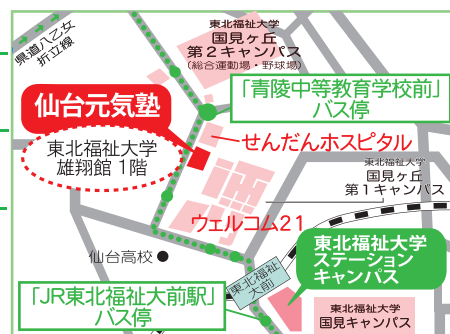 県道八乙女
折立線
東北福祉大学
国見ヶ丘
第2キャンパス
(総合運動場・野球場)
「青陵中等教育学校前」
バス停
仙台元気塾
東北福祉大学
雄翔館 1階
せんだんホスピタル
東北福祉大学
国見ヶ丘
第1キャンパス
ウェルコム21
仙台高校
東北福祉大学
ステーション
キャンパス
東北福祉
大前
「JR東北福祉大前駅」
バス停
東北福祉大学
国見キャンパス